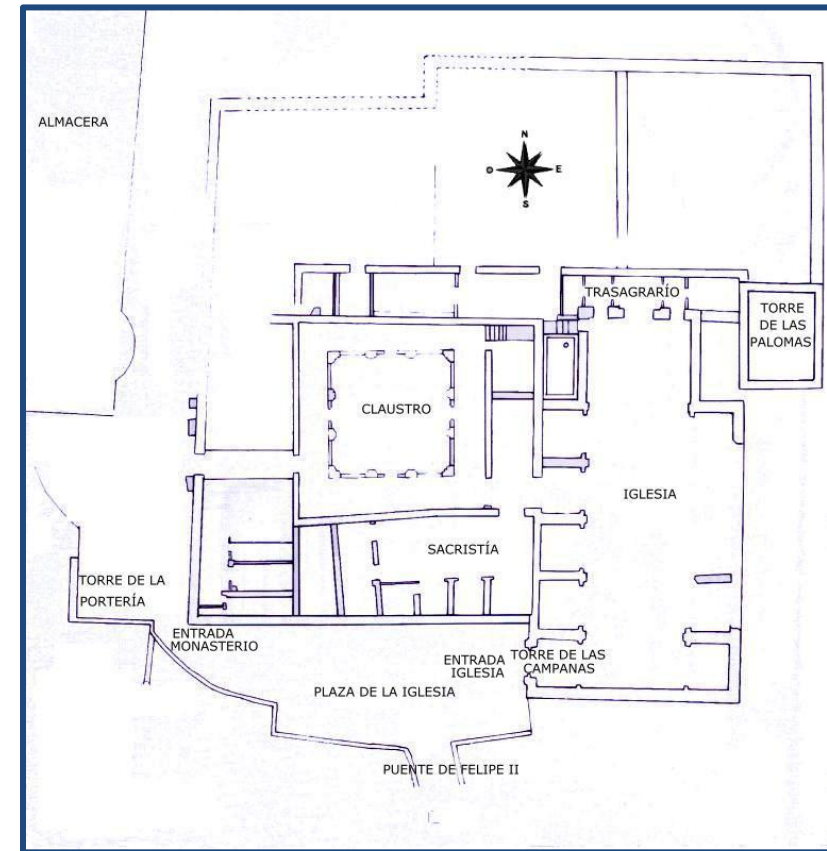 ALMACERA
N
O
E
S
TRASAGRARÍO
TORRE
DE LAS
PALOMAS
CLAUSTRO
IGLESIA
SACRISTÍA
TORRE DE LA
PORTERÍA
ENTRADA
MONASTERIO
ENTRADA
IGLESIA
TORRE DE LAS
CAMPANAS
PLAZA DE LA IGLESIA
PUENTE DE FELIPE II